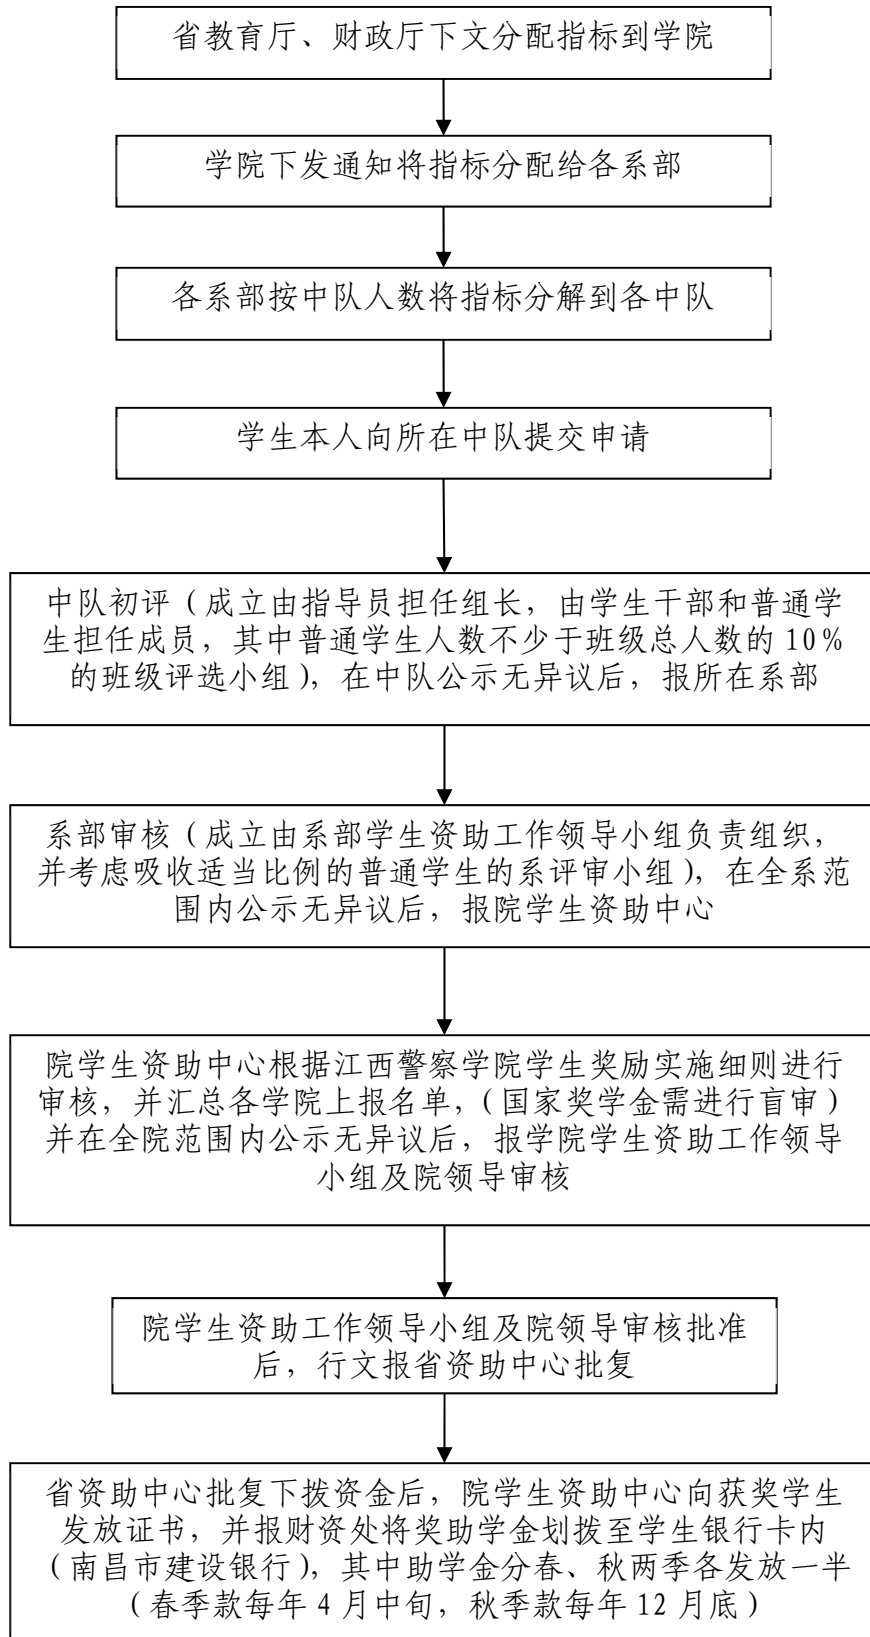 省教育厅、财政厅下文分配指标到学院
学院下发通知将指标分配给各系部
各系部按中队人数将指标分解到各中队
学生本人向所在中队提交申请
中队初评（成立由指导员担任组长，由学生干部和普通学
生担任成员，其中普通学生人数不少于班级总人数的 10%
的班级评选小组），在中队公示无异议后，报所在系部
系部审核（成立由系部学生资助工作领导小组负责组织，
并考虑吸收适当比例的普通学生的系评审小组），在全系范
围内公示无异议后，报院学生资助中心
院学生资助中心根据江西警察学院学生奖励实施细则进行
审核，并汇总各学院上报名单，（国家奖学金需进行盲审）
并在全院范围内公示无异议后，报学院学生资助工作领导
小组及院领导审核
院学生资助工作领导小组及院领导审核批准
后，行文报省资助中心批复
省资助中心批复下拨资金后，院学生资助中心向获奖学生
发放证书，并报财资处将奖助学金划拨至学生银行卡内
（南昌市建设银行），其中助学金分春、秋两季各发放一半
（春季款每年 4 月中旬，秋季款每年 12 月底）